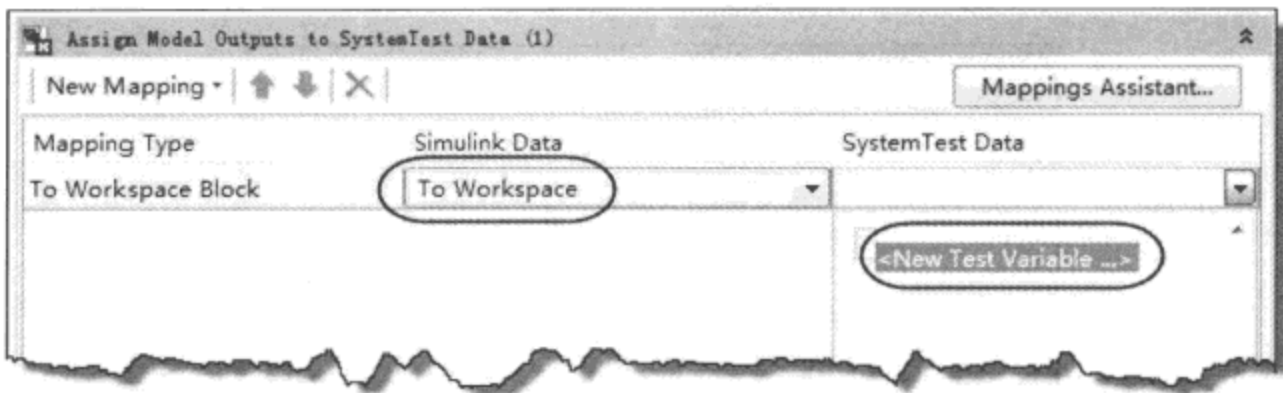 Assign Model Outputs to SystemTest Data (1)
New Mapping
Mappings Assistant...
Mapping Type Simulink Data SystemTest Data
To Workspace Block To Workspace
<New Test Variable ...>